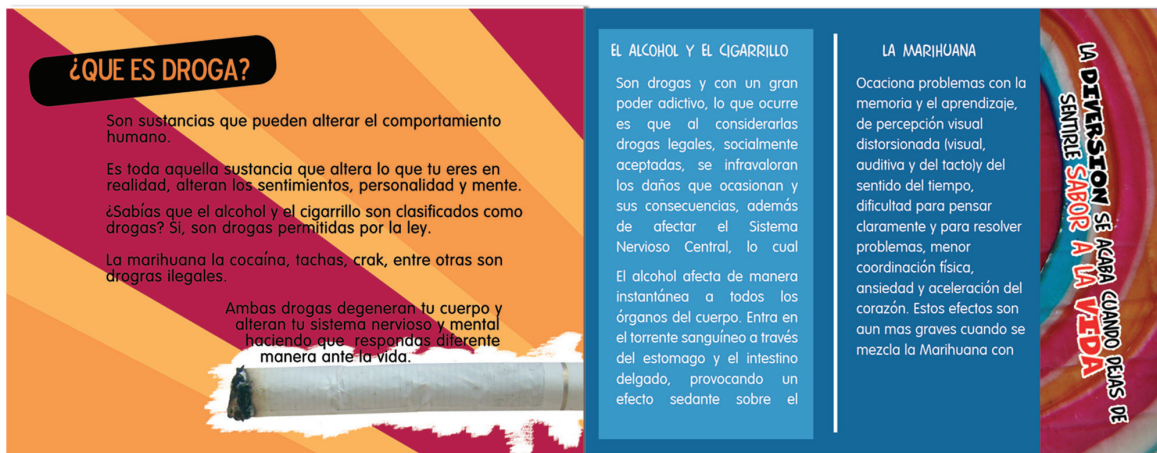 ¿QUE ES DROGA?
Son sustancias que pueden alterar el comportamiento
humano.
Es toda aquella sustancia que altera lo que tu eres en
realidad, alteran los sentimientos, personalidad y mente.
¿Sabías que el alcohol y el cigarrillo son clasificados como
drogas? Si, son drogas permitidas por la ley.
La marihuana la cocaína, tachas, crak, entre otras son
drogras ilegales.
Ambas drogas degeneran tu cuerpo y
alteran tu sistema nervioso y mental
haciendo que respondas diferente
manera ante la vida.
EL ALCOHOL Y EL CIGARRILLO
Son drogas y con un gran
poder adictivo, lo que ocurre
es que al considerarlas
drogas legales, socialmente
aceptadas, se infravaloran
los daños que ocasionan y
sus consecuencias, además
de afectar el Sistema
Nervioso Central, lo cual
El alcohol afecta de manera
instantánea a todos los
órganos del cuerpo. Entra en
el torrente sanguíneo a través
del estomago y el intestino
delgado, provocando un
efecto sedante sobre el
LA MARIHUANA
Ocaciona problemas con la
memoria y el aprendizaje,
de percepción visual
distorsionada (visual,
auditiva y del tacto)y del
sentido del tiempo,
dificultad para pensar
claramente y para resolver
problemas, menor
coordinación física,
ansiedad y aceleración del
corazón. Estos efectos son
aun mas graves cuando se
mezcla la Marihuana con
LA DIVERSION SE ACABA CUANDO DEJAS DE
SENTIRLE SABOR A LA VIDA